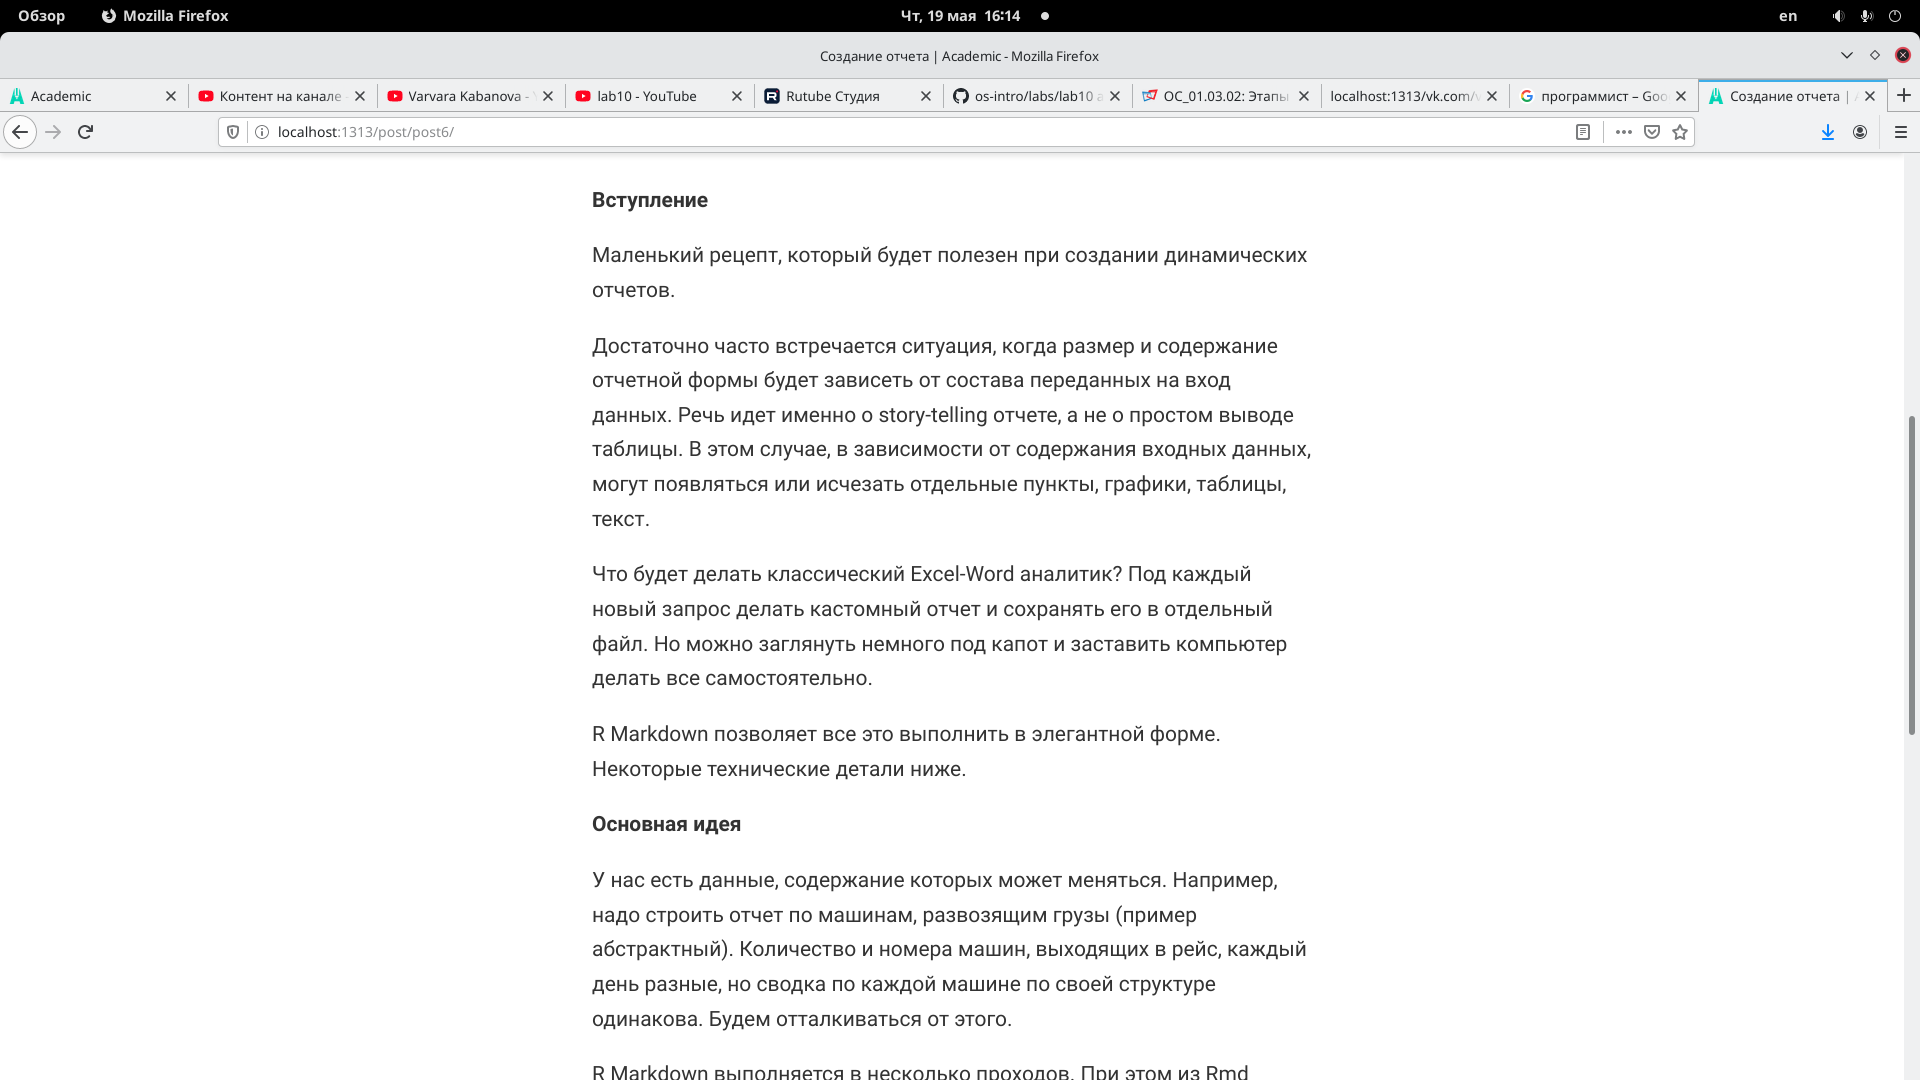 Обзор
Mozilla Firefox
Чт, 19 мая 16:14
en
Создание отчета | Academic - Mozilla Firefox
Academic
Контент на канале
Varvara Kabanova -
lab10 - YouTube
Rutube Студия
os-intro/labs/lab10
ОС_01.03.02: Этапы
localhost:1313/vk.com/
программист – Goo
Создание отчета |
localhost:1313/post/post6/
Вступление
Маленький рецепт, который будет полезен при создании динамических
отчетов.
Достаточно часто встречается ситуация, когда размер и содержание
отчетной формы будет зависеть от состава переданных на вход
данных. Речь идет именно о story-telling отчете, а не о простом выводе
таблицы. В этом случае, в зависимости от содержания входных данных,
могут появляться или исчезать отдельные пункты, графики, таблицы,
текст.
Что будет делать классический Excel-Word аналитик? Под каждый
новый запрос делать кастомный отчет и сохранять его в отдельный
файл. Но можно заглянуть немного под капот и заставить компьютер
делать все самостоятельно.
R Markdown позволяет все это выполнить в элегантной форме.
Некоторые технические детали ниже.
Основная идея
У нас есть данные, содержание которых может меняться. Например,
надо строить отчет по машинам, развозящим грузы (пример
абстрактный). Количество и номера машин, выходящих в рейс, каждый
день разные, но сводка по каждой машине по своей структуре
одинакова. Будем отталкиваться от этого.
R Markdown выполняется в несколько проходов. При этом из Rmd